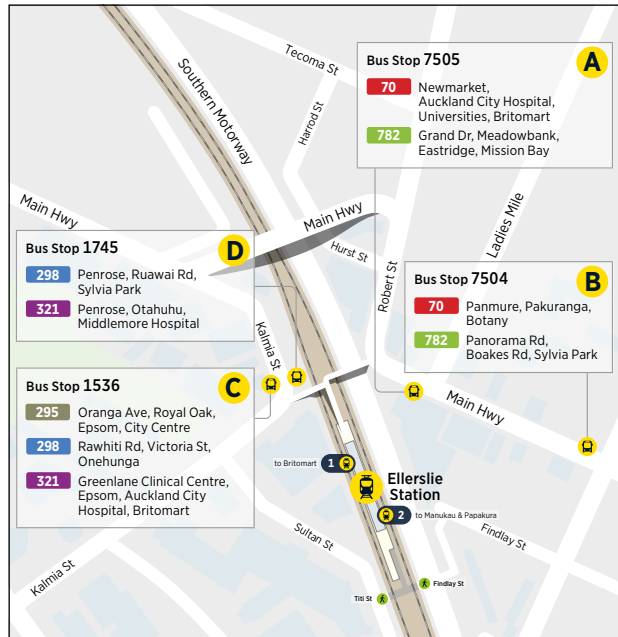 Tecoma St
Southern Motorway
Harrod St
Bus Stop 7505
A
70
Newmarket,
Auckland City Hospital,
Universities, Britomart
782
Grand Dr, Meadowbank,
Eastridge, Mission Bay
Main Hwy
Main Hwy
Hurst St
Robert St
Ladies Mile
Bus Stop 1745
D
298
Penrose, Ruawai Rd,
Sylvia Park
321
Penrose, Otahuhu,
Middlemore Hospital
Bus Stop 7504
B
70
Panmure, Pakuranga,
Botany
782
Panorama Rd,
Boakes Rd, Sylvia Park
Kalmia St
Bus Stop 1536
C
295
Oranga Ave, Royal Oak,
Epsom, City Centre
298
Rawhiti Rd, Victoria St,
Onehunga
321
Greenlane Clinical Centre,
Epsom, Auckland City
Hospital, Britomart
Main Hwy
to Britomart
1
Ellerslie
Station
2
to Manukau & Papakura
Sultan St
Findlay St
Kalmia St
Findlay St
Titi St